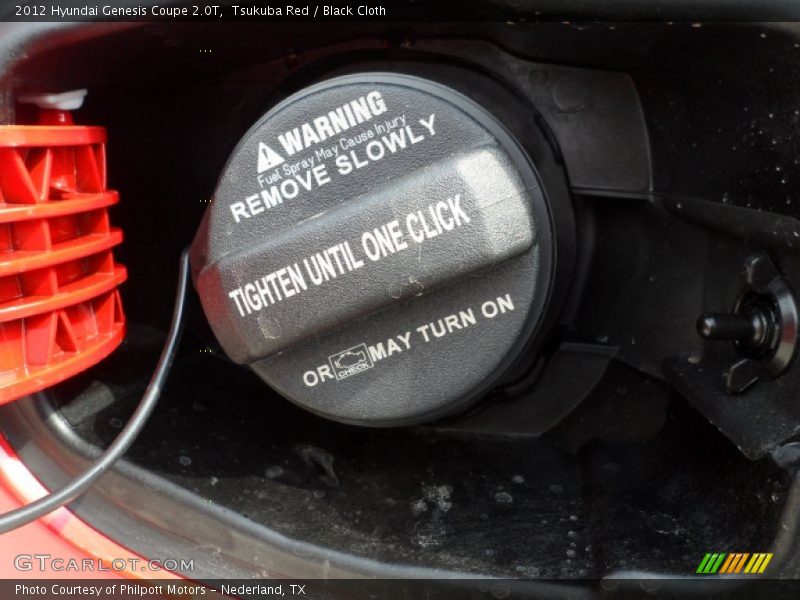 2012 Hyundai Genesis Coupe 2.0T,  Tsukuba Red / Black Cloth
WARNING
Fuel Spray May Cause Injury
REMOVE SLOWLY
TIGHTEN UNTIL ONE CLICK
OR CHECK MAY TURN ON
GTCARLOT.COM
Photo Courtesy of Philpott Motors – Nederland, TX